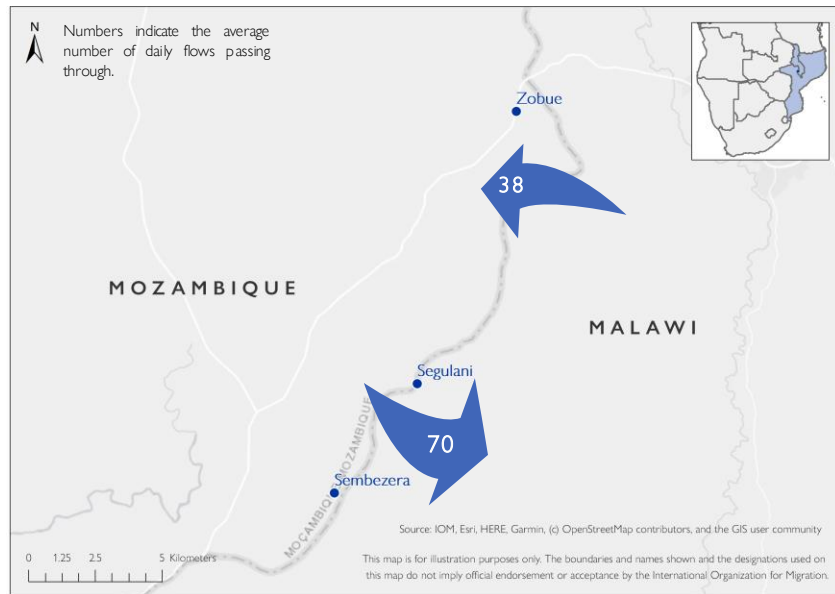 N
Numbers indicate the average
number of daily flows passing
through.
Zobue
38
MOZAMBIQUE
MALAWI
Segulani
70
MOÇAMBIQUE
MOZAMBIQUE
Sembezera
Source: IOM, Esri, HERE, Garmin, (c) OpenStreetMap contributors, and the GIS user community
0 1.25 2.5 5 Kilometers
This map is for illustration purposes only. The boundaries and names shown and the designations used on
this map do not imply official endorsement or acceptance by the International Organization for Migration.